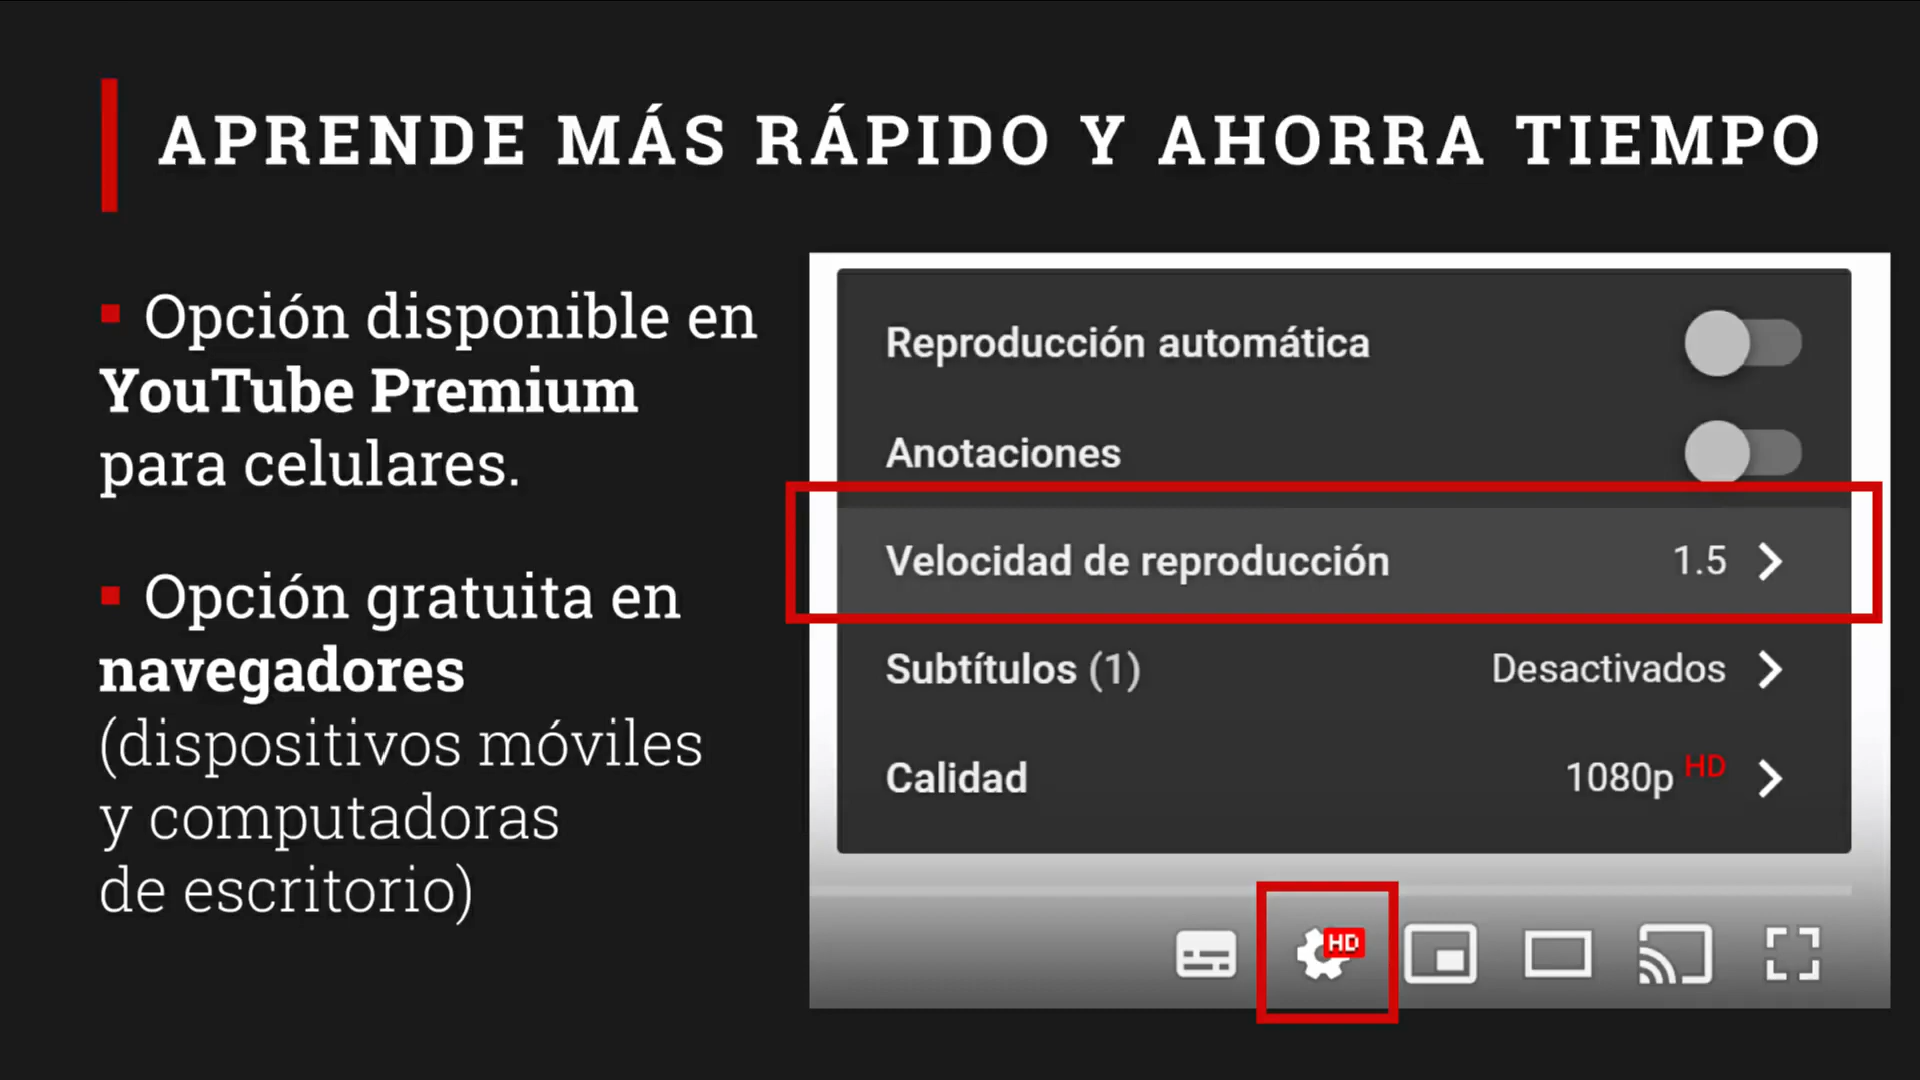 APRENDE MÁS RÁPIDO Y AHORRA TIEMPO
Opción disponible en
YouTube Premium
para celulares.
Opción gratuita en
navegadores
(dispositivos móviles
y computadoras
de escritorio)
Reproducción automática
Anotaciones
Velocidad de reproducción 1.5
Subtítulos (1) Desactivados
Calidad 1080p HD
HD